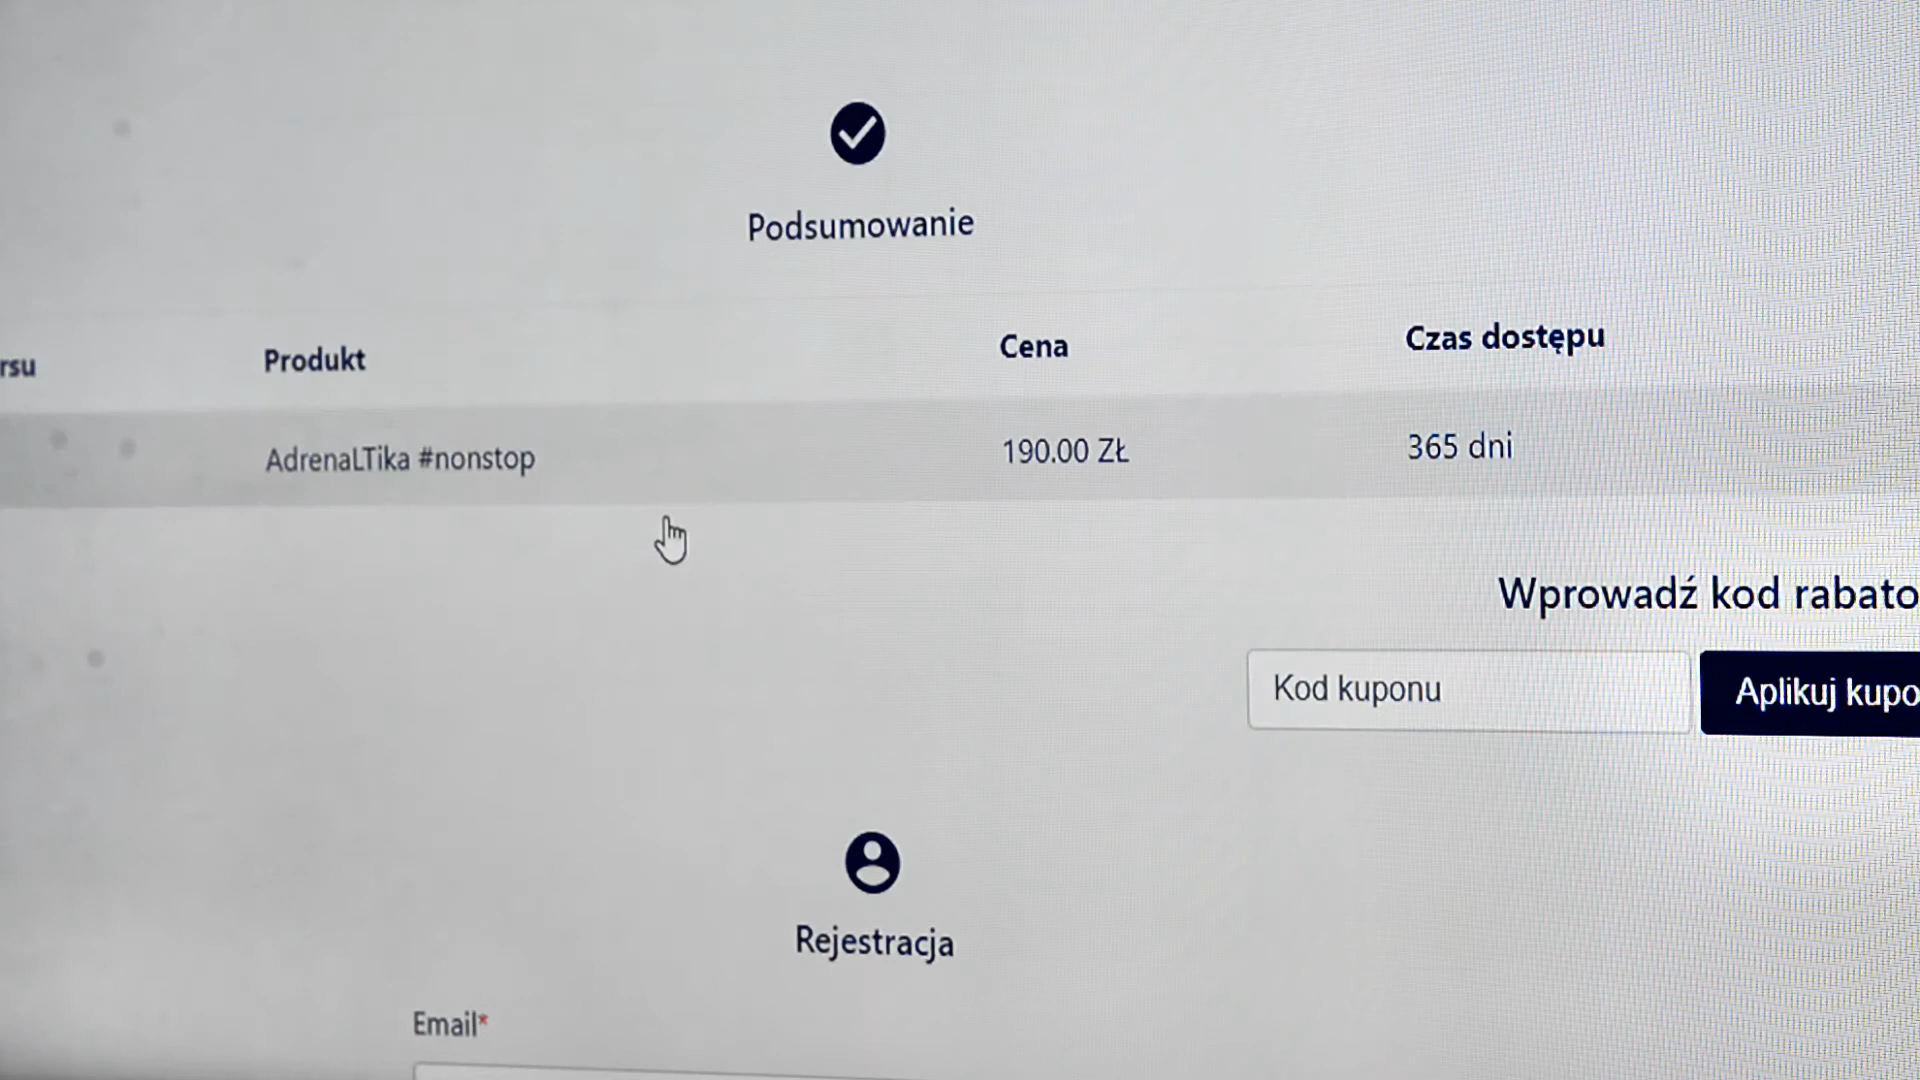 Podsumowanie
rsu Produkt Cena Czas dostępu
AdrenaLTika #nonstop 190.00 ZŁ 365 dni
Wprowadź kod rabato
Kod kuponu Aplikuj kupo
Rejestracja
Email*